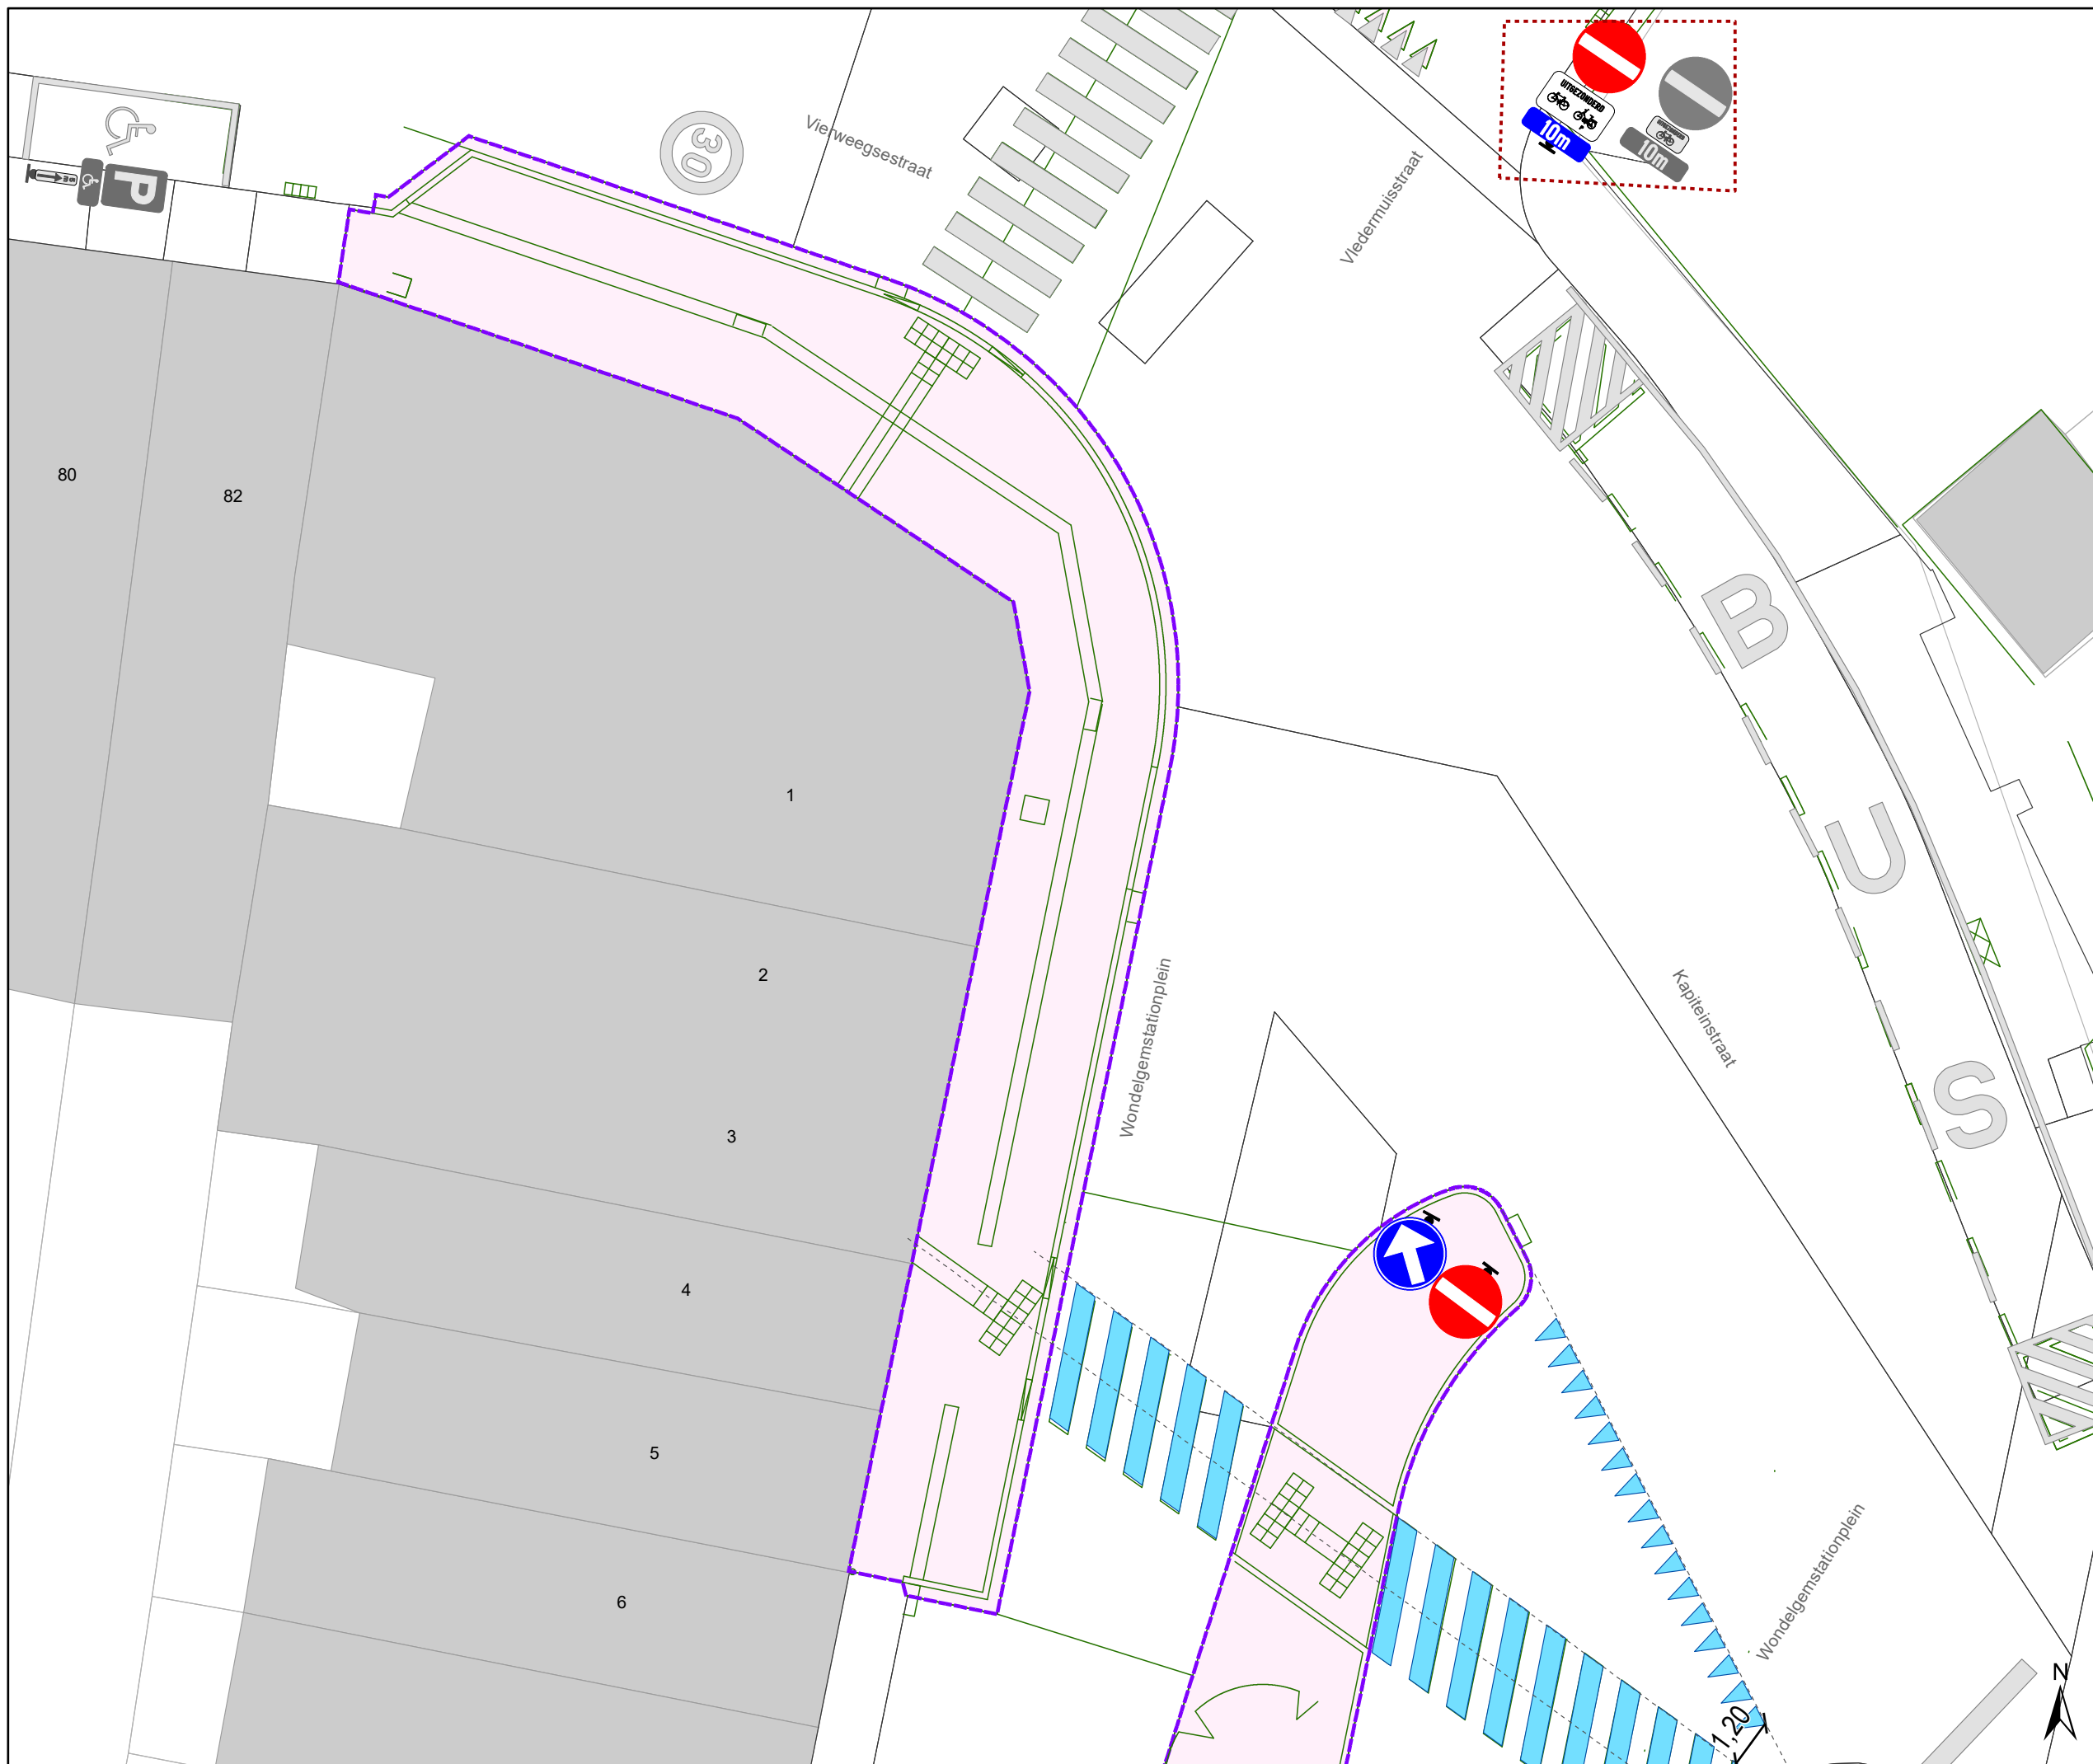 UITGEZONDERD
10m
10m
30
Vierweegsestraat
Vledermuisstraat
P
80
82
B
U
S
1
2
3
4
5
6
Wondelgemstationplein
Kapiteinstraat
Wondelgemstationplein
N
1,20